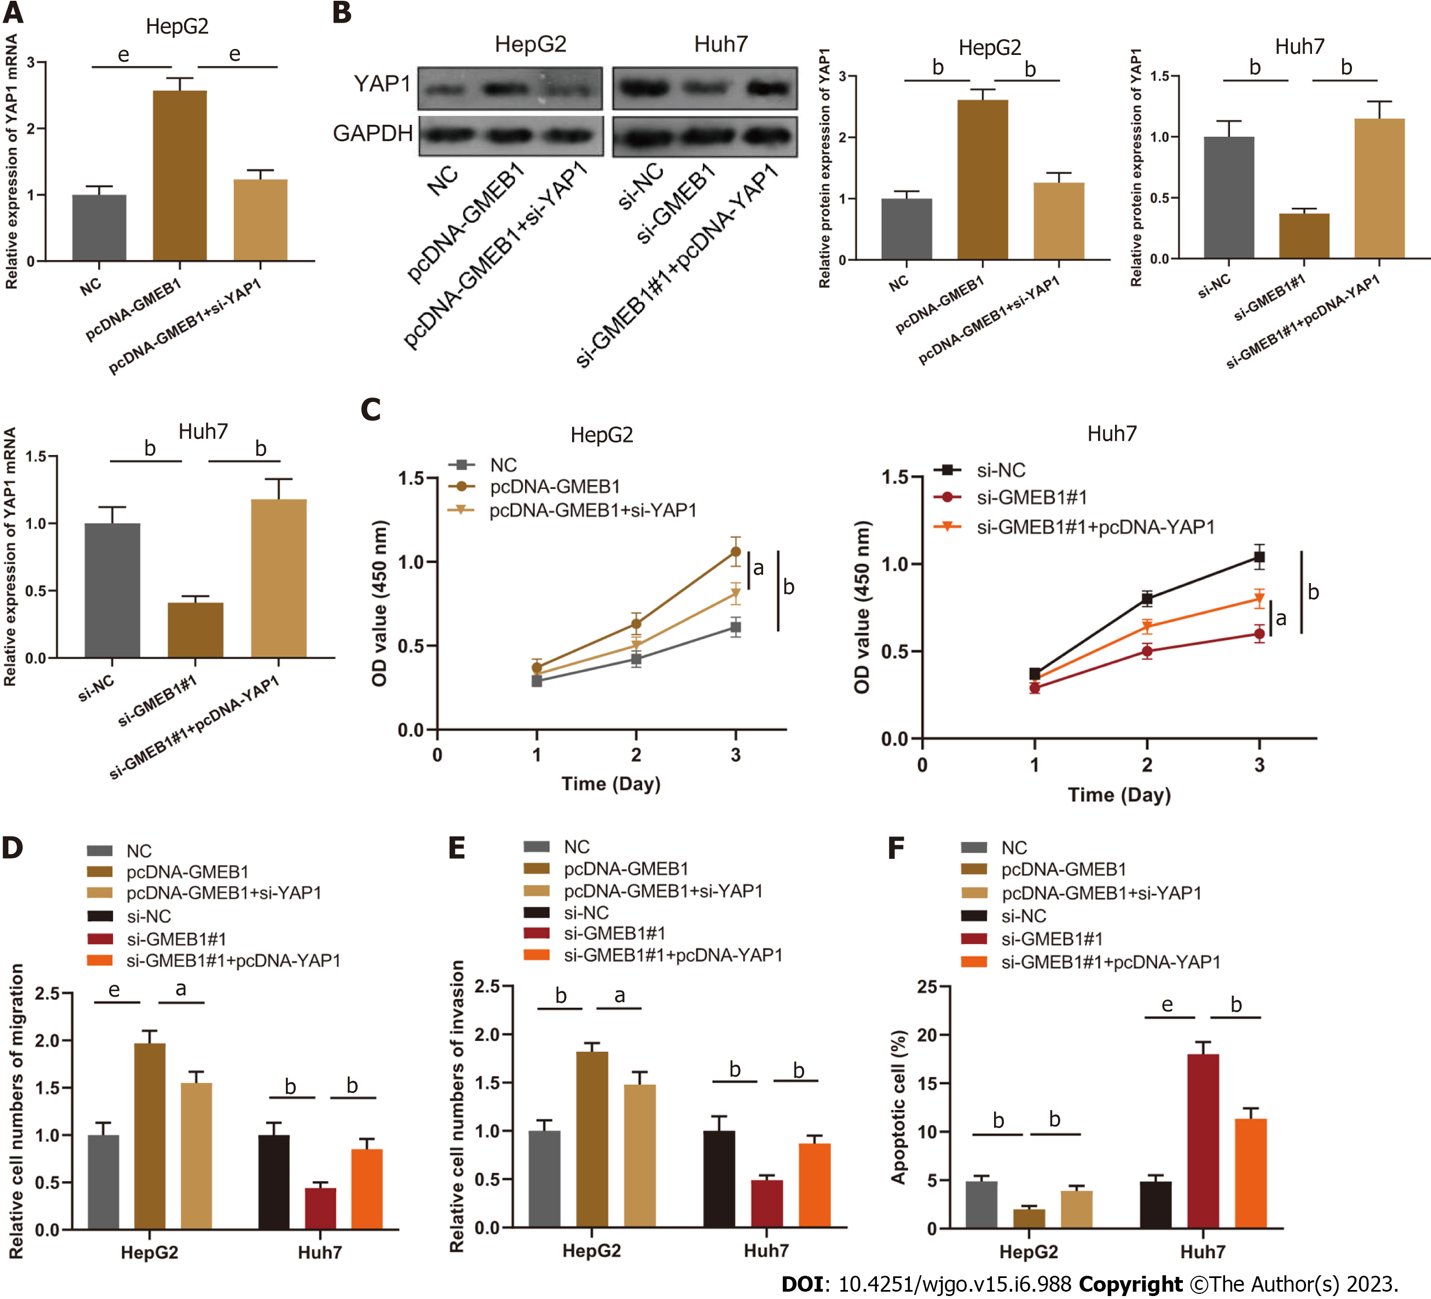 A
HepG2
Relative expression of YAP1 mRNA
3
2
1
0
e
e
NC
pcDNA-GMEB1
pcDNA-GMEB1+si-YAP1
Huh7
Relative expression of YAP1 mRNA
1.5
1.0
0.5
0.0
b
b
si-NC
si-GMEB1#1
si-GMEB1#1+pcDNA-YAP1
B
HepG2
Huh7
YAP1
GAPDH
NC
pcDNA-GMEB1
pcDNA-GMEB1+si-YAP1
si-NC
si-GMEB1
si-GMEB1#1+pcDNA-YAP1
HepG2
Relative protein expression of YAP1
3
2
1
0
b
b
NC
pcDNA-GMEB1
pcDNA-GMEB1+si-YAP1
Huh7
Relative protein expression of YAP1
1.5
1.0
0.5
0.0
b
b
si-NC
si-GMEB1#1
si-GMEB1#1+pcDNA-YAP1
C
HepG2
NC
pcDNA-GMEB1
pcDNA-GMEB1+si-YAP1
OD value (450 nm)
1.5
1.0
0.5
0.0
a
b
0
1
2
3
Time (Day)
Huh7
si-NC
si-GMEB1#1
si-GMEB1#1+pcDNA-YAP1
OD value (450 nm)
1.5
1.0
0.5
0.0
a
b
0
1
2
3
Time (Day)
D
NC
pcDNA-GMEB1
pcDNA-GMEB1+si-YAP1
si-NC
si-GMEB1#1
si-GMEB1#1+pcDNA-YAP1
Relative cell numbers of migration
2.5
2.0
1.5
1.0
0.5
0.0
e
a
b
b
HepG2
Huh7
E
NC
pcDNA-GMEB1
pcDNA-GMEB1+si-YAP1
si-NC
si-GMEB1#1
si-GMEB1#1+pcDNA-YAP1
Relative cell numbers of invasion
2.5
2.0
1.5
1.0
0.5
0.0
b
a
b
b
HepG2
Huh7
F
NC
pcDNA-GMEB1
pcDNA-GMEB1+si-YAP1
si-NC
si-GMEB1#1
si-GMEB1#1+pcDNA-YAP1
Apoptotic cell (%)
25
20
15
10
5
0
b
b
e
b
HepG2
Huh7
DOI: 10.4251/wjgo.v15.i6.988 Copyright ©The Author(s) 2023.